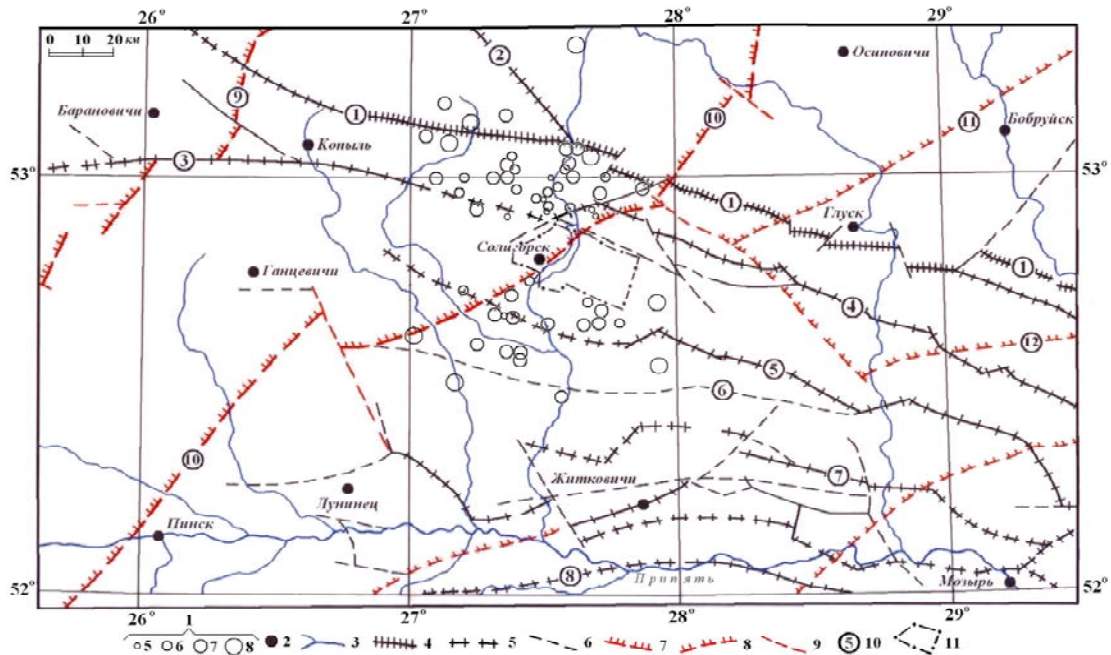 26° 27° 28° 29°
0 10 20 км
2
Осиповичи
9
Барановичи
1
10
11
Бобруйск
Копыль
3
53° 53°
1
Глуск
Солигорск
Ганцевичи
1
4
12
5
6
10
Житковичи
7
Лунинец
Пинск
8
Припять
Мозырь
52° 52°
26° 27° 28° 29°
1
5 6 7 8 2 3 4 5 6 7 8 9 5 10 11